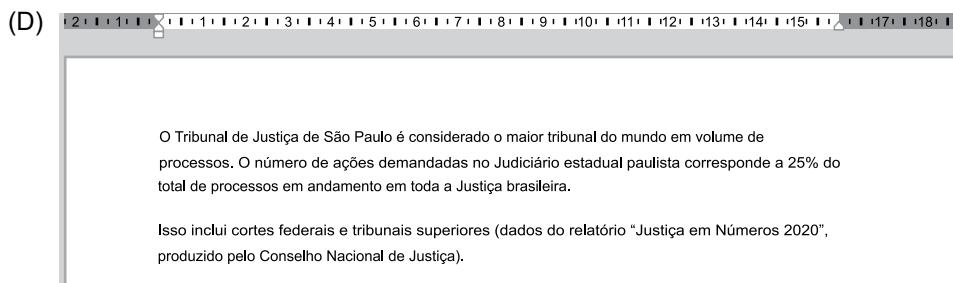 (D) 2 1 1 2 3 4 5 6 7 8 9 10 11 12 13 14 15 17 18
O Tribunal de Justiça de São Paulo é considerado o maior tribunal do mundo em volume de
processos. O número de ações demandadas no Judiciário estadual paulista corresponde a 25% do
total de processos em andamento em toda a Justiça brasileira.
Isso inclui cortes federais e tribunais superiores (dados do relatório “Justiça em Números 2020”,
produzido pelo Conselho Nacional de Justiça).